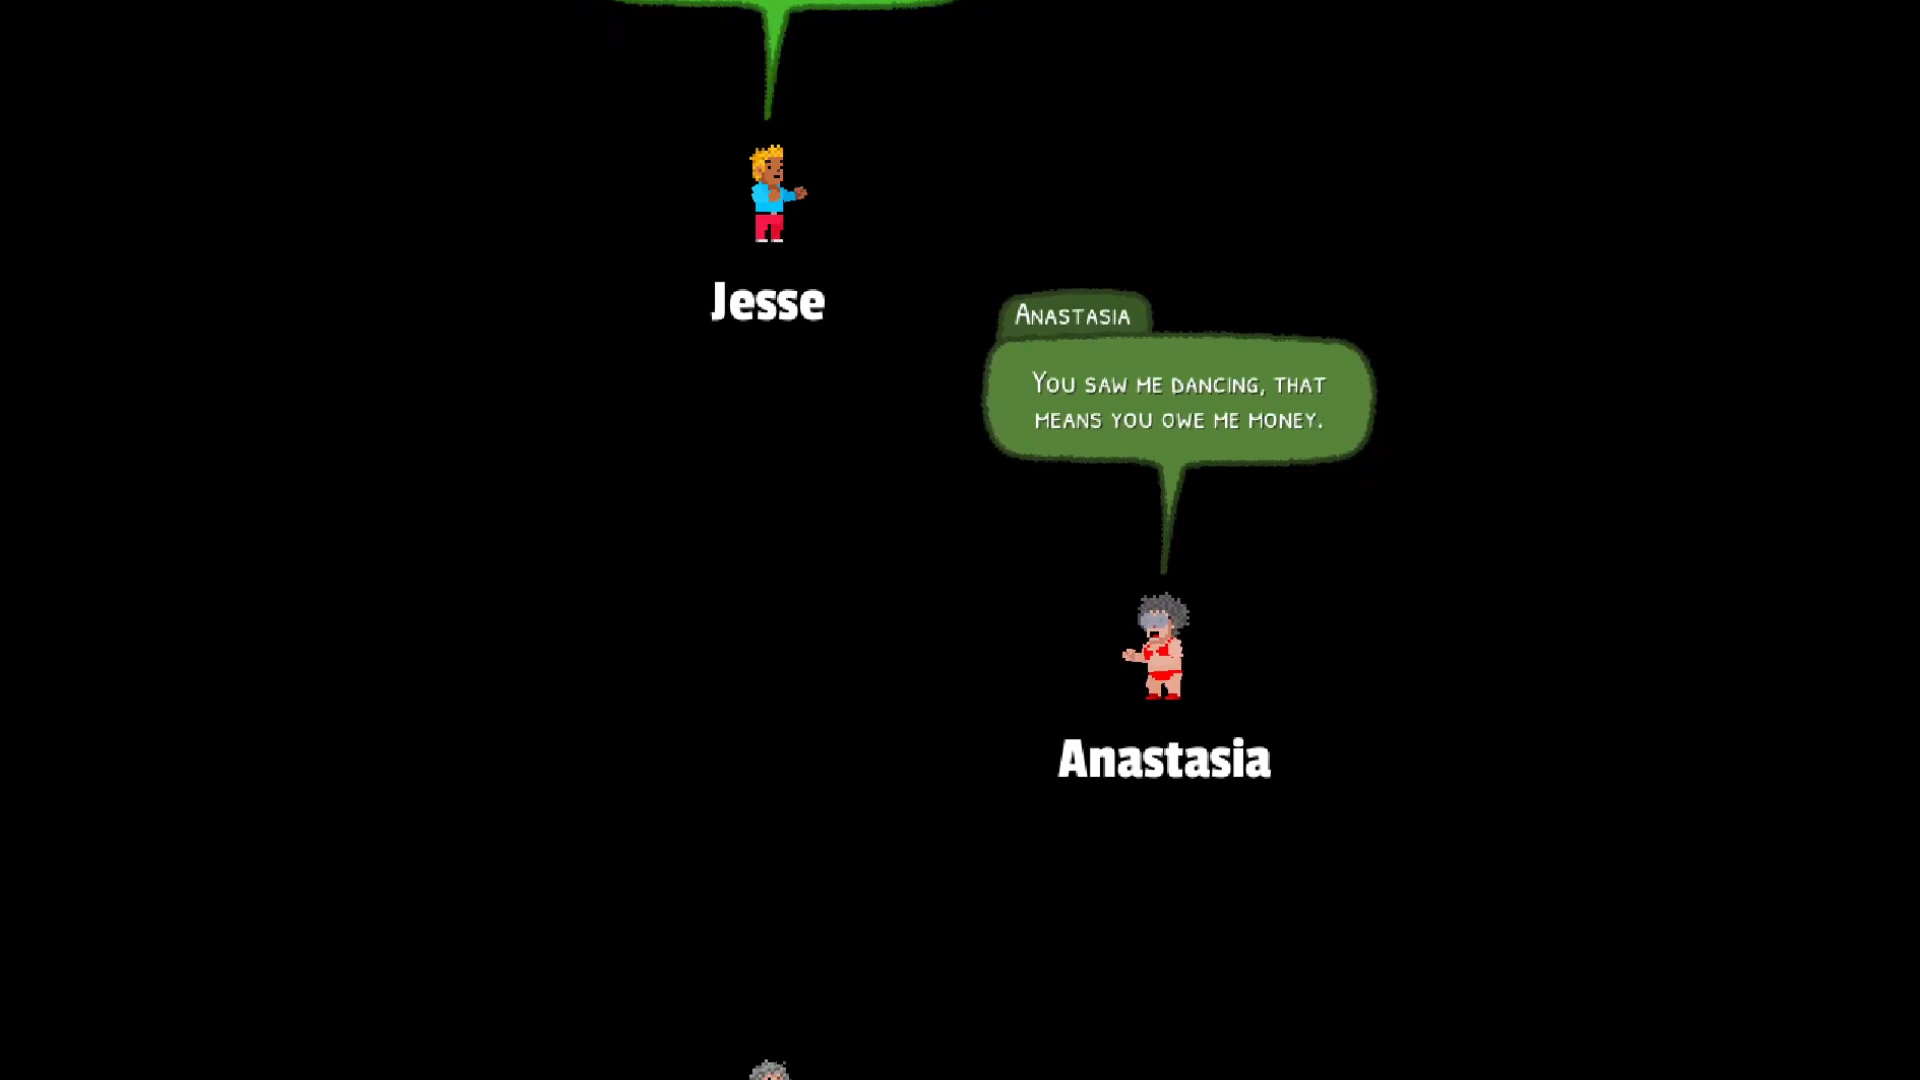 Jesse
ANASTASIA
YOU SAW ME DANCING, THAT
MEANS YOU OWE ME MONEY.
Anastasia